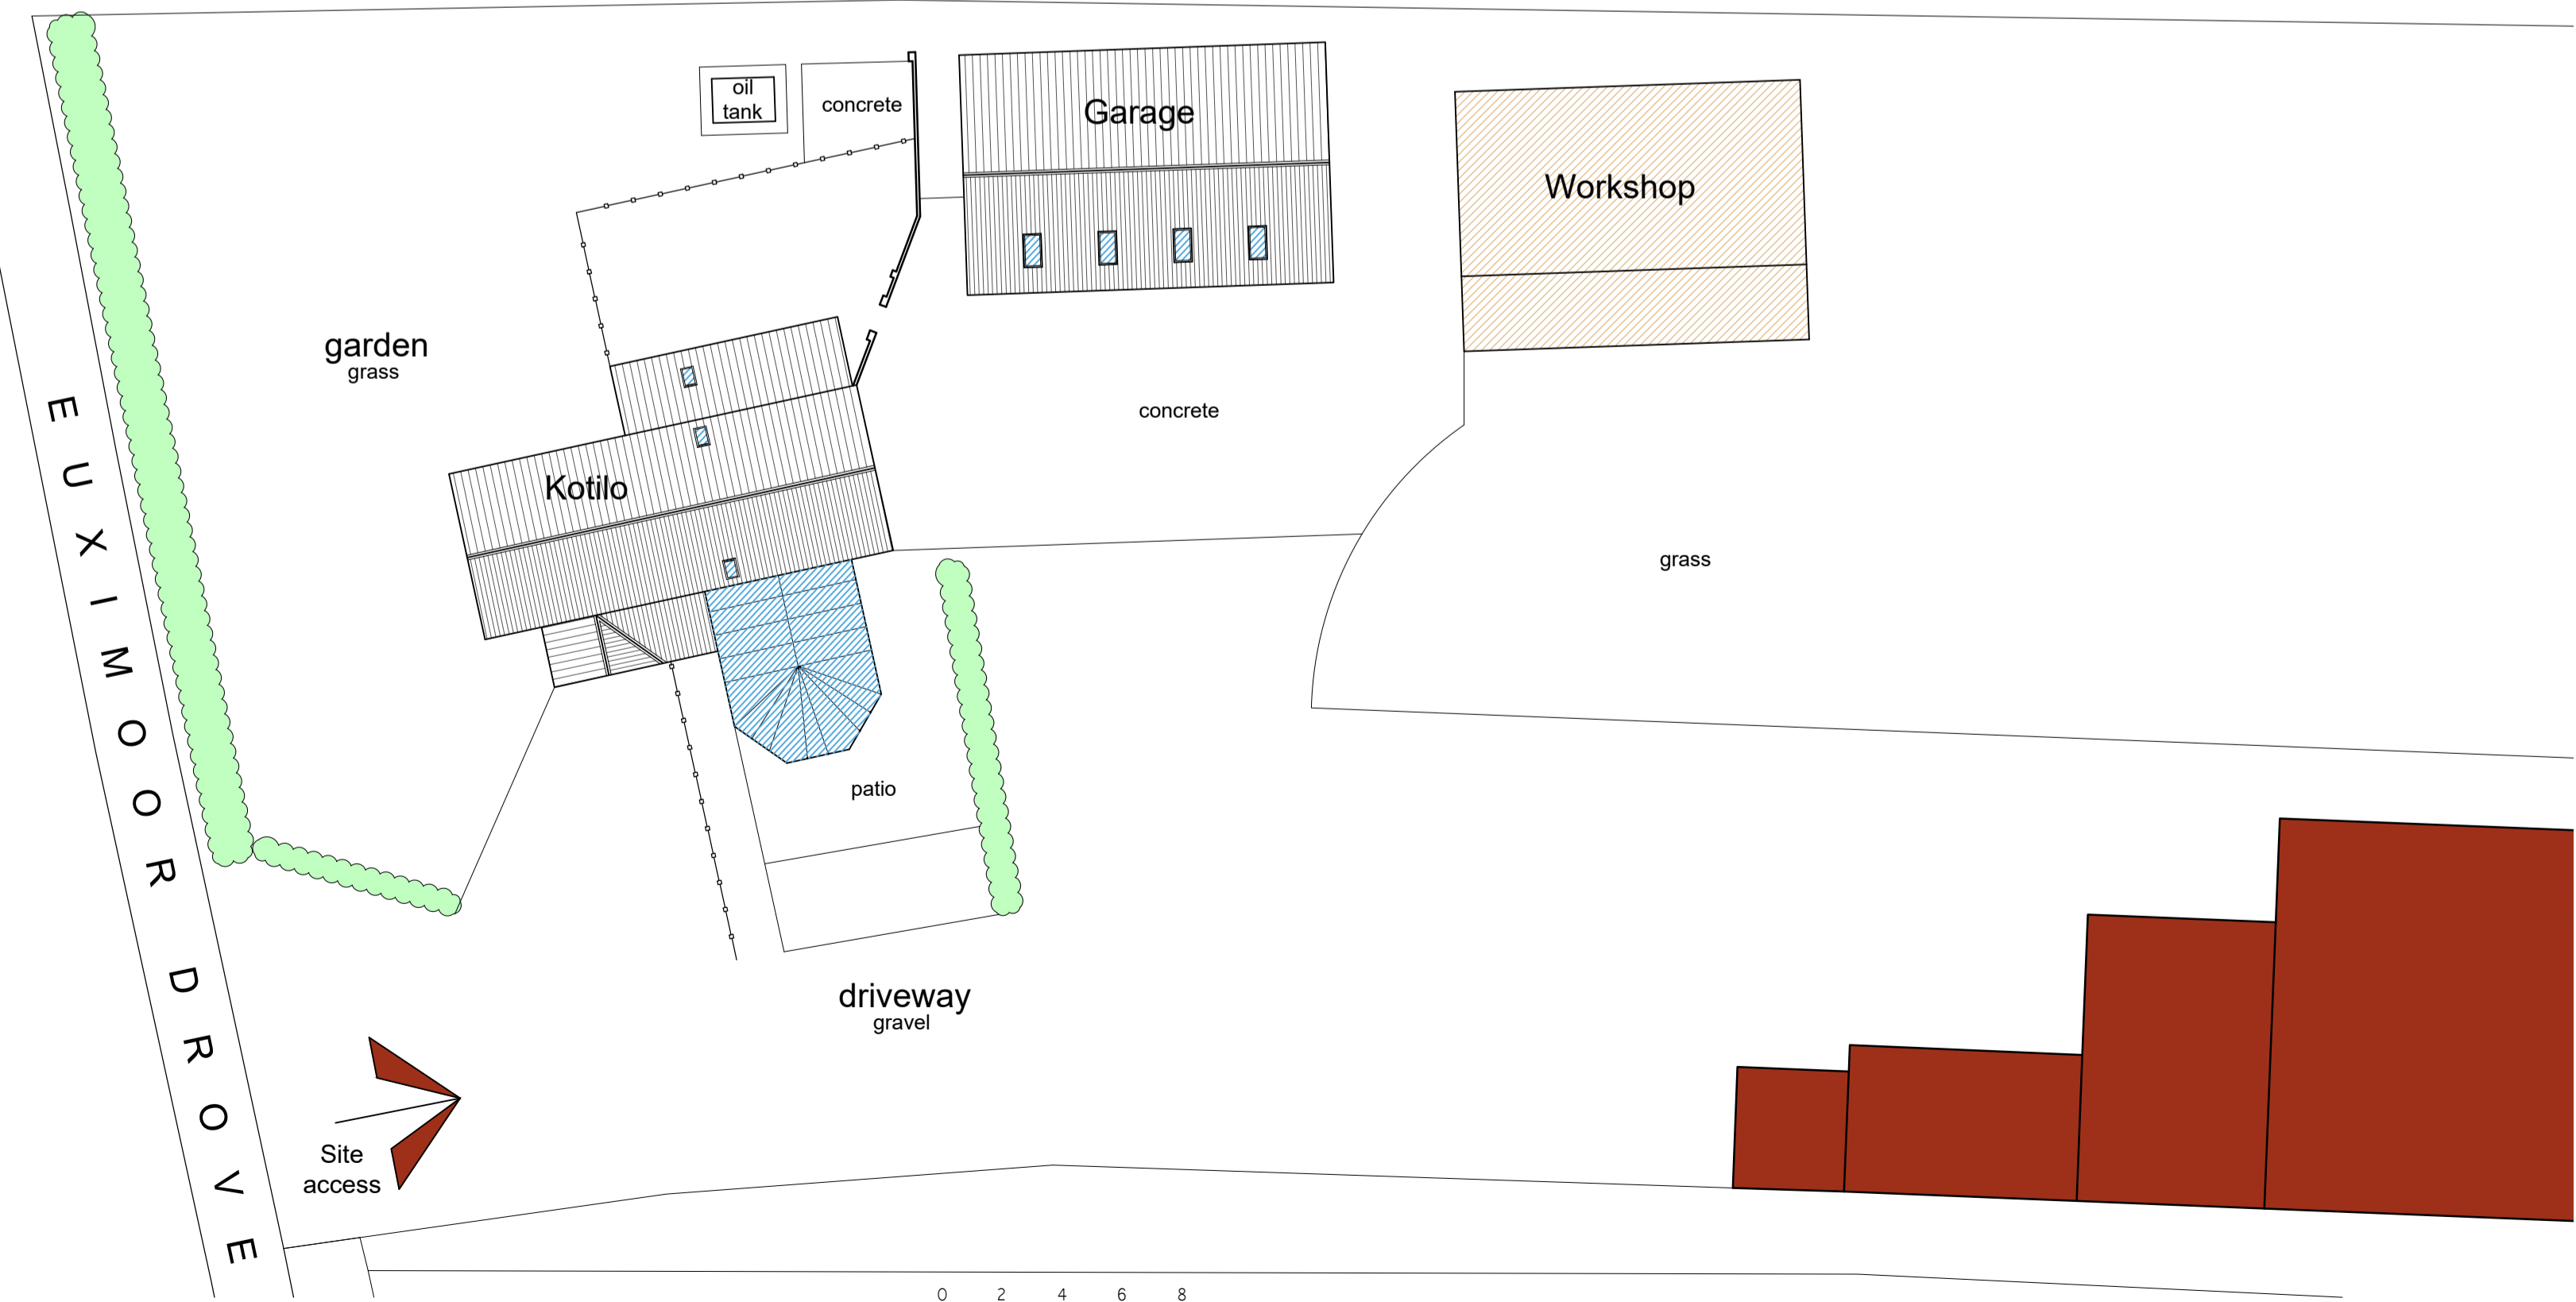 oil
tank
concrete
Garage
Workshop
garden
grass
concrete
Kotilo
grass
EUXIMOOR DROVE
patio
driveway
gravel
Site
access
0 2 4 6 8